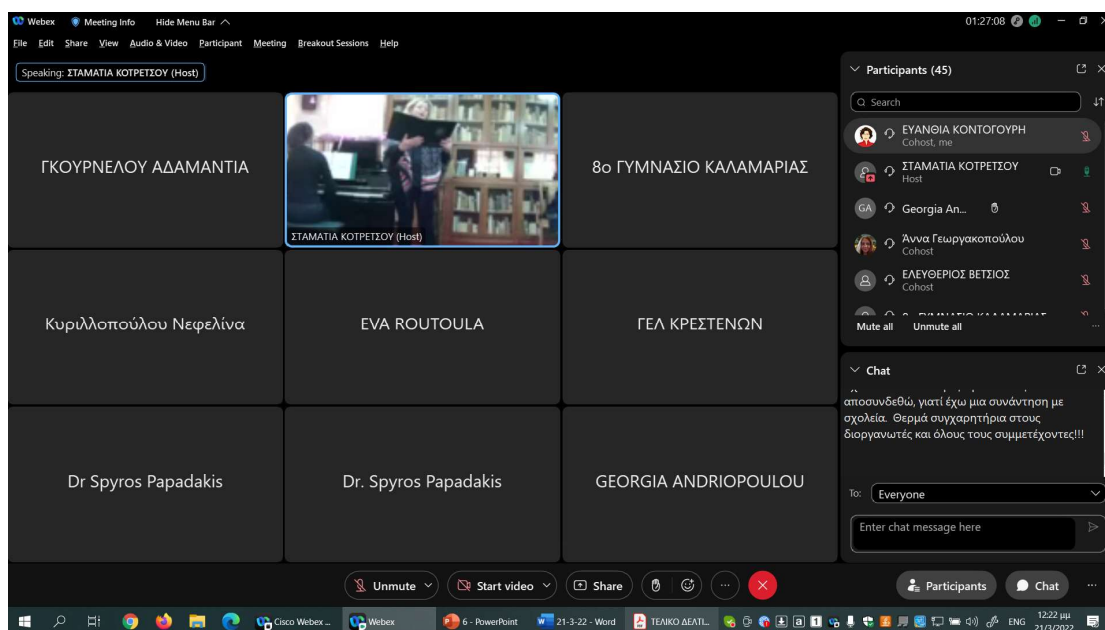 Webex Meeting Info Hide Menu Bar 01:27:08
File Edit Share View Audio & Video Participant Meeting Breakout Sessions Help
Speaking: ΣΤΑΜΑΤΙΑ ΚΟΤΡΕΤΣΟΥ (Host)
ΓΚΟΥΡΝΕΛΟΥ ΑΔΑΜΑΝΤΙΑ
ΣΤΑΜΑΤΙΑ ΚΟΤΡΕΤΣΟΥ (Host)
8ο ΓΥΜΝΑΣΙΟ ΚΑΛΑΜΑΡΙΑΣ
Κυριλλοπούλου Νεφελίνα
EVA ROUTOULA
ΓΕΛ ΚΡΕΣΤΕΝΩΝ
Dr Spyros Papadakis
Dr. Spyros Papadakis
GEORGIA ANDRIOPOULOU
Participants (45)
Search
ΕΥΑΝΘΙΑ ΚΟΝΤΟΓΟΥΡΗ
Cohost, me
ΣΤΑΜΑΤΙΑ ΚΟΤΡΕΤΣΟΥ
Host
GA Georgia An...
Άννα Γεωργακοπούλου
Cohost
ΕΛΕΥΘΕΡΙΟΣ ΒΕΤΣΙΟΣ
Cohost
Mute all Unmute all
Chat
αποσυνδεθώ, γιατί έχω μια συνάντηση με
σχολεία. Θερμά συγχαρητήρια στους
διοργανωτές και όλους τους συμμετέχοντες!!!
To: Everyone
Enter chat message here
Unmute Start video Share Participants Chat
Cisco Webex ... Webex 6 - PowerPoint 21-3-22 - Word ΤΕΛΙΚΟ ΔΕΛΤΙ... ENG 12:22 μμ
21/3/2022